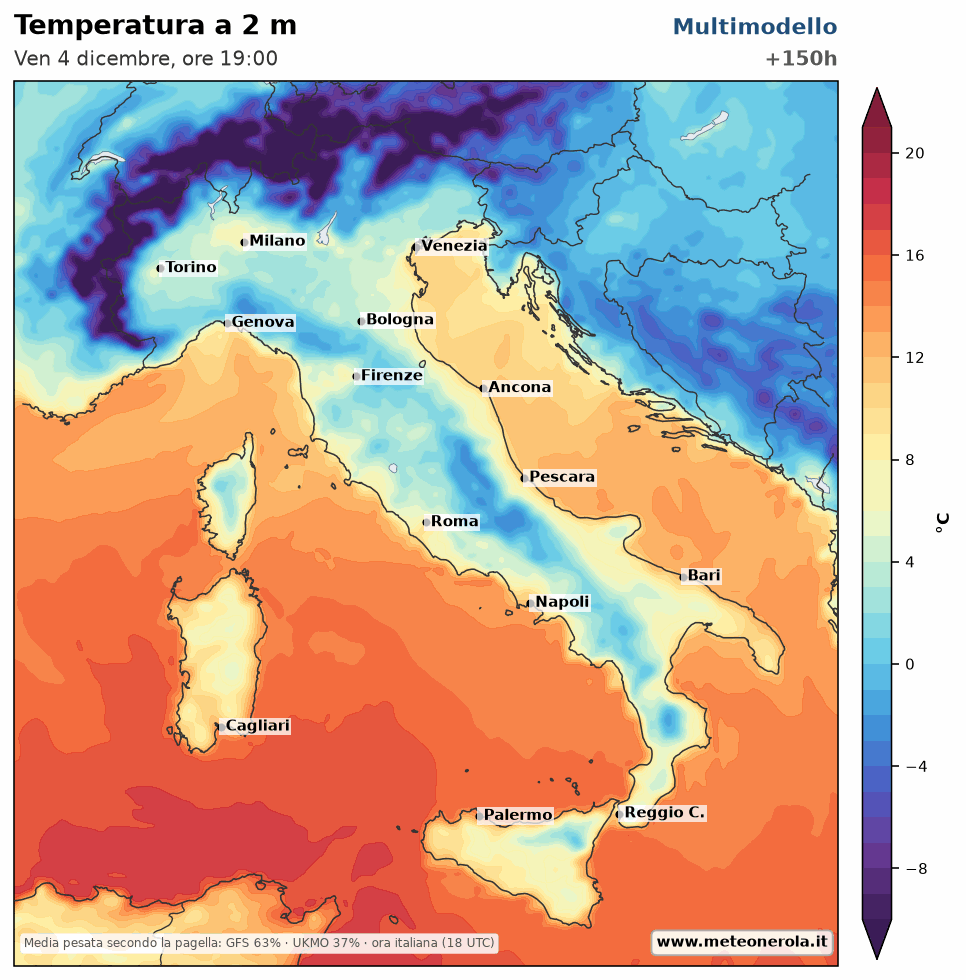 Temperatura a 2 m
Multimodello
Ven 4 dicembre, ore 19:00
+150h
Milano
Venezia
Torino
Genova
Bologna
Firenze
Ancona
Pescara
Roma
Bari
Napoli
Cagliari
Palermo
Reggio C.
20
16
12
8
4
0
−4
−8
°C
Media pesata secondo la pagella: GFS 63% · UKMO 37% · ora italiana (18 UTC)
www.meteonerola.it